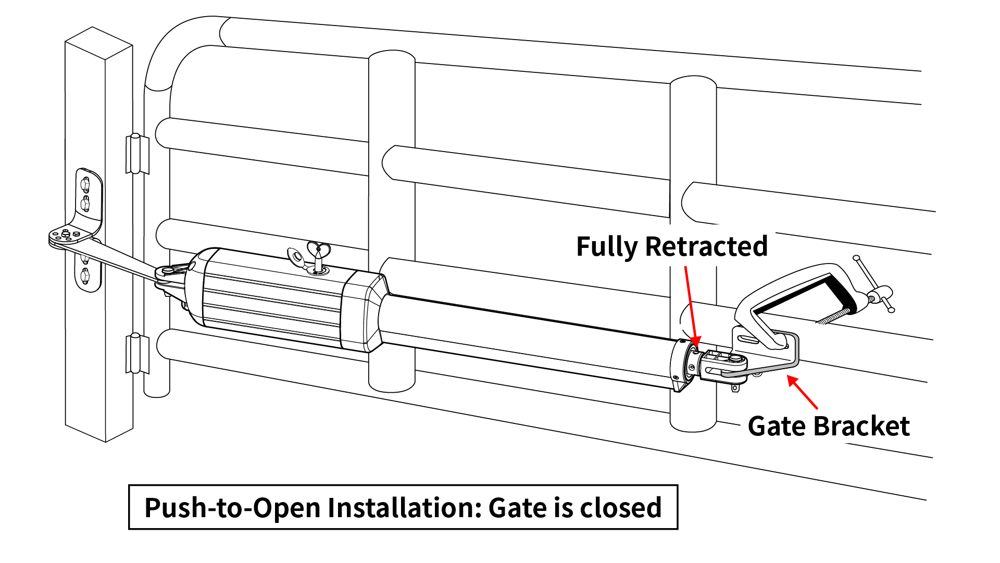 Fully Retracted
Gate Bracket
Push-to-Open Installation: Gate is closed